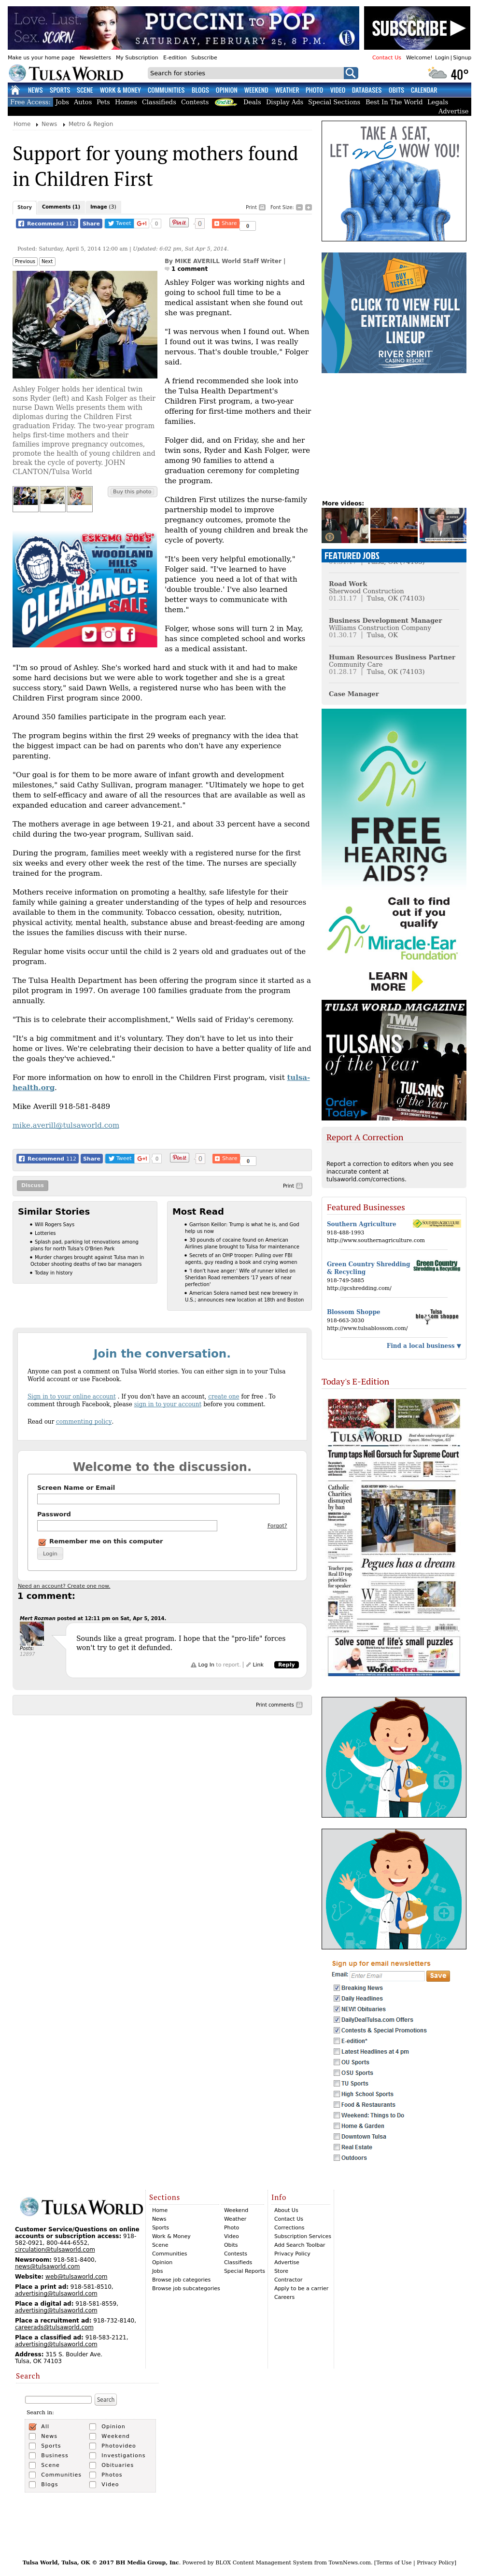 Love. Lust.
Sex. Scorn.
PUCCINI TO POP
SATURDAY, FEBRUARY 25, 8 P.M.
SUBSCRIBE
Make us your home page Newsletters My Subscription E-edition Subscribe
Contact Us Welcome! Login | Signup
TULSA WORLD
Search for stories
40°
NEWS SPORTS SCENE WORK & MONEY COMMUNITIES BLOGS OPINION WEEKEND WEATHER PHOTO VIDEO DATABASES OBITS CALENDAR
Free Access: Jobs Autos Pets Homes Classifieds Contests Deals Display Ads Special Sections Best In The World Legals
Advertise
Home News Metro & Region
Support for young mothers found in Children First
Story Comments (1) Image (3)
Print Font Size:
Recommend 112 Share Tweet G+1 0 Pin it 0 Share 0
Posted: Saturday, April 5, 2014 12:00 am | Updated: 6:02 pm, Sat Apr 5, 2014.
Previous Next
Ashley Folger holds her identical twin
sons Ryder (left) and Kash Folger as their
nurse Dawn Wells presents them with
diplomas during the Children First
graduation Friday. The two-year program
helps first-time mothers and their
families improve pregnancy outcomes,
promote the health of young children and
break the cycle of poverty. JOHN
CLANTON/Tulsa World
Buy this photo
ESKIMO JOE'S
AT WOODLAND HILLS MALL
CLEARANCE SALE
By MIKE AVERILL World Staff Writer |
1 comment
Ashley Folger was working nights and
going to school full time to be a
medical assistant when she found out
she was pregnant.
"I was nervous when I found out. When
I found out it was twins, I was really
nervous. That's double trouble," Folger
said.
A friend recommended she look into
the Tulsa Health Department's
Children First program, a two-year
offering for first-time mothers and their
families.
Folger did, and on Friday, she and her
twin sons, Ryder and Kash Folger, were
among 90 families to attend a
graduation ceremony for completing
the program.
Children First utilizes the nurse-family
partnership model to improve
pregnancy outcomes, promote the
health of children and break the cycle
of poverty.
"It's been very helpful emotionally,"
Folger said. "I've learned to have
patience you need a lot of that with
'double trouble.' I've also learned
better ways to communicate with
them."
Folger, whose sons will turn 2 in May,
has since completed school and works
as a medical assistant.
"I'm so proud of Ashley. She's worked hard and stuck with it and had to make
some hard decisions but we were able to work together and she is a great
success story," said Dawn Wells, a registered nurse who has been with the
Children First program since 2000.
Around 350 families participate in the program each year.
The program begins within the first 29 weeks of pregnancy with the idea that
the biggest impact can be had on parents who don't have any experience
parenting.
"Our goal is for them to be more aware of infant growth and development
milestones," said Cathy Sullivan, program manager. "Ultimately we hope to get
them to be as self-sufficient as possible and make good decisions as far as
expanding education and career advancement."
The mothers average in age between 19-21, and about 33 percent have a second
child during the two-year program, Sullivan said.
During the program, families meet weekly with a registered nurse for the first
month and every other week the rest of the time. The nurses are specially
trained for the program.
Mothers receive information on promoting a healthy, safe lifestyle for their
family while gaining a greater understanding of the types of help and resources
available to them in the community. Tobacco cessation, obesity, nutrition,
physical activity, mental health, substance abuse and breast-feeding are among
the issues the families discuss with their nurse.
Regular home visits occur until the child is 2 years old and graduates out of the
program.
The Tulsa Health Department has been offering the program since it started as a
pilot program in 1997. On average 100 families graduate from the program
annually.
"This is to celebrate their accomplishment," Wells said of Friday's ceremony.
"It's a big commitment and it's voluntary. They don't have to let us into their
homes or lives. We're celebrating their decision to have a better quality of life and
see how they've achieved."
For more information on how to enroll in the Children First program, visit tulsa-
health.org.
Mike Averill 918-581-8489
mike.averill@tulsaworld.com
Recommend 112 Share Tweet G+1 0 Pin it 0 Share 0
Discuss
Print
Similar Stories
Will Rogers Says
Lotteries
Splash pad, parking lot renovations among
plans for north Tulsa's O'Brien Park
Murder charges brought against Tulsa man in
October shooting deaths of two bar managers
Today in history
Most Read
Garrison Keillor: Trump is what he is, and God
help us now
30 pounds of cocaine found on American
Airlines plane brought to Tulsa for maintenance
Secrets of an OHP trooper: Pulling over FBI
agents, guy reading a book and crying women
'I don't have anger:' Wife of runner killed on
Sheridan Road remembers '17 years of near
perfection'
American Solera named best new brewery in
U.S.; announces new location at 18th and Boston
Join the conversation.
Anyone can post a comment on Tulsa World stories. You can either sign in to your Tulsa
World account or use Facebook.
Sign in to your online account . If you don't have an account, create one for free . To
comment through Facebook, please sign in to your account before you comment.
Read our commenting policy.
Welcome to the discussion.
Screen Name or Email
Password
Forgot?
Remember me on this computer
Login
Need an account? Create one now.
1 comment:
Mert Rozman posted at 12:11 pm on Sat, Apr 5, 2014.
Posts:
12897
Sounds like a great program. I hope that the "pro-life" forces
won't try to get it defunded.
Log In to report. | Link Reply
Print comments
TAKE A SEAT,
LET mE WOW YOU!
BUY TICKETS
CLICK TO VIEW FULL
ENTERTAINMENT
LINEUP
RIVER SPIRIT
CASINO RESORT
More videos:
FEATURED JOBS
Road Work
Sherwood Construction
01.31.17 | Tulsa, OK (74103)
Business Development Manager
Williams Construction Company
01.30.17 | Tulsa, OK
Human Resources Business Partner
Community Care
01.28.17 | Tulsa, OK (74103)
Case Manager
FREE
HEARING
AIDS?
Call to find
out if you
qualify
Miracle-Ear
Foundation
LEARN
MORE
TULSA WORLD MAGAZINE
TWM
TULSANS
of the Year
TULSANS
OF THE YEAR
Order
Today
Report A Correction
Report a correction to editors when you see
inaccurate content at
tulsaworld.com/corrections.
Featured Businesses
Southern Agriculture
918-488-1993
http://www.southernagriculture.com
Green Country Shredding
& Recycling
918-749-5885
http://gcshredding.com/
Green Country
Shredding & Recycling
Blossom Shoppe
918-663-3030
http://www.tulsablossom.com/
Tulsa
blossom shoppe
Find a local business ▼
Today's E-Edition
TULSA WORLD
Trump taps Neil Gorsuch for Supreme Court
Catholic
Charities
dismayed
by ban
Teacher pay,
Real ID top
priorities
for speaker
Pegues has a dream
Solve some of life's small puzzles
WorldExtra
Sign up for email newsletters
Email: Enter Email Save
Breaking News
Daily Headlines
NEW! Obituaries
DailyDealTulsa.com Offers
Contests & Special Promotions
E-edition*
Latest Headlines at 4 pm
OU Sports
OSU Sports
TU Sports
High School Sports
Food & Restaurants
Weekend: Things to Do
Home & Garden
Downtown Tulsa
Real Estate
Outdoors
TULSA WORLD
Customer Service/Questions on online
accounts or subscription access: 918-
582-0921, 800-444-6552,
circulation@tulsaworld.com
Newsroom: 918-581-8400,
news@tulsaworld.com
Website: web@tulsaworld.com
Place a print ad: 918-581-8510,
advertising@tulsaworld.com
Place a digital ad: 918-581-8559,
advertising@tulsaworld.com
Place a recruitment ad: 918-732-8140,
careerads@tulsaworld.com
Place a classified ad: 918-583-2121,
advertising@tulsaworld.com
Address: 315 S. Boulder Ave.
Tulsa, OK 74103
Sections
Home
News
Sports
Work & Money
Scene
Communities
Opinion
Jobs
Browse job categories
Browse job subcategories
Weekend
Weather
Photo
Video
Obits
Contests
Classifieds
Special Reports
Info
About Us
Contact Us
Corrections
Subscription Services
Add Search Toolbar
Privacy Policy
Advertise
Store
Contractor
Apply to be a carrier
Careers
Search
Search
Search in:
All Opinion
News Weekend
Sports Photovideo
Business Investigations
Scene Obituaries
Communities Photos
Blogs Video
Tulsa World, Tulsa, OK © 2017 BH Media Group, Inc. Powered by BLOX Content Management System from TownNews.com. [Terms of Use | Privacy Policy]